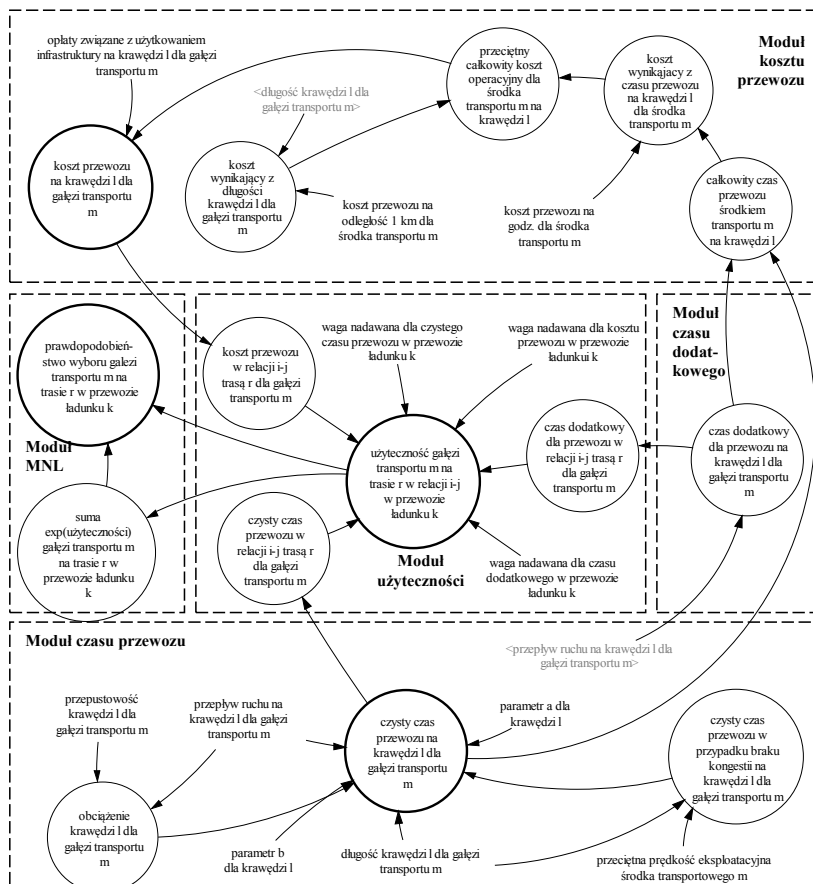 opłaty związane z użytkowaniem
infrastruktury na krawędzi l dla gałęzi
transportu m
przeciętny
całkowity koszt
operacyjny dla
środka
transportu m na
krawędzi l
koszt
wynikąjacy z
czasu przewozu
na krawędzi l
dla środka
transportu m
Moduł
kosztu
przewozu
<długość krawędzi l dla
gałęzi transportu m>
koszt przewozu
na krawędzi l dla
gałęzi transportu
m
koszt
wynikający z
długości
krawędzi l dla
gałęzi transportu
m
koszt przewozu na
odległość 1 km dla
środka transportu m
koszt przewozu na
godz. dla środka
transportu m
całkowity czas
przewozu
środkiem
transportu m
na krawędzi l
prawdopodobień-
stwo wyboru galezi
transportu m na
trasie r w przewozie
ładunku k
Moduł
MNL
suma
exp(użyteczności)
gałęzi transportu m
na trasie r w
przewozie ładunku
k
koszt przewozu
w relacji i-j
trasą r dla gałęzi
transportu m
waga nadawana dla czystego
czasu przewozu w przewozie
ładunku k
waga nadawana dla kosztu
przewozu w przewozie
ładunkui k
użyteczność gałęzi
transportu m na
trasie r w relacji i-j
w przewozie
ładunku k
czas dodatkowy
dla przewozu w
relacji i-j trasą r
dla gałęzi
transportu m
czysty czas
przewozu w
relacji i-j trasą r
dla gałęzi
transportu m
Moduł
użyteczności
waga nadawana dla czasu
dodatkowego w przewozie
ładunku k
Moduł
czasu
dodat-
kowego
czas dodatkowy
dla przewozu na
krawędzi l dla
gałęzi transportu
m
Moduł czasu przewozu
<przepływ ruchu na krawędzi l dla
gałęzi transportu m>
przepustowość
krawędzi l dla
gałęzi transportu m
przepływ ruchu na
krawędzi l dla gałęzi
transportu m
czysty czas
przewozu na
krawędzi l dla
gałęzi transportu
m
parametr a dla
krawędzi l
czysty czas
przewozu w
przypadku braku
kongestii na
krawędzi l dla
gałęzi transportu m
obciążenie
krawędzi l dla
gałęzi transportu
m
parametr b
dla krawędzi l
długość krawędzi l dla gałęzi
transportu m
przeciętna prędkość eksploatacyjna
środka transportowego m